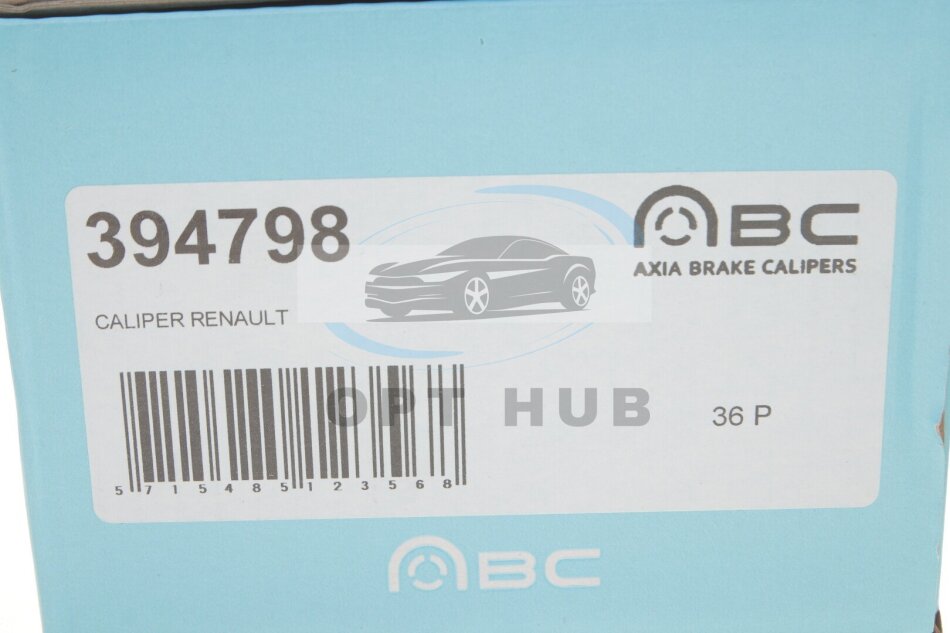 394798
ABC
AXIA BRAKE CALIPERS
CALIPER RENAULT
OPT HUB
36 P
5 715485 123568
ABC